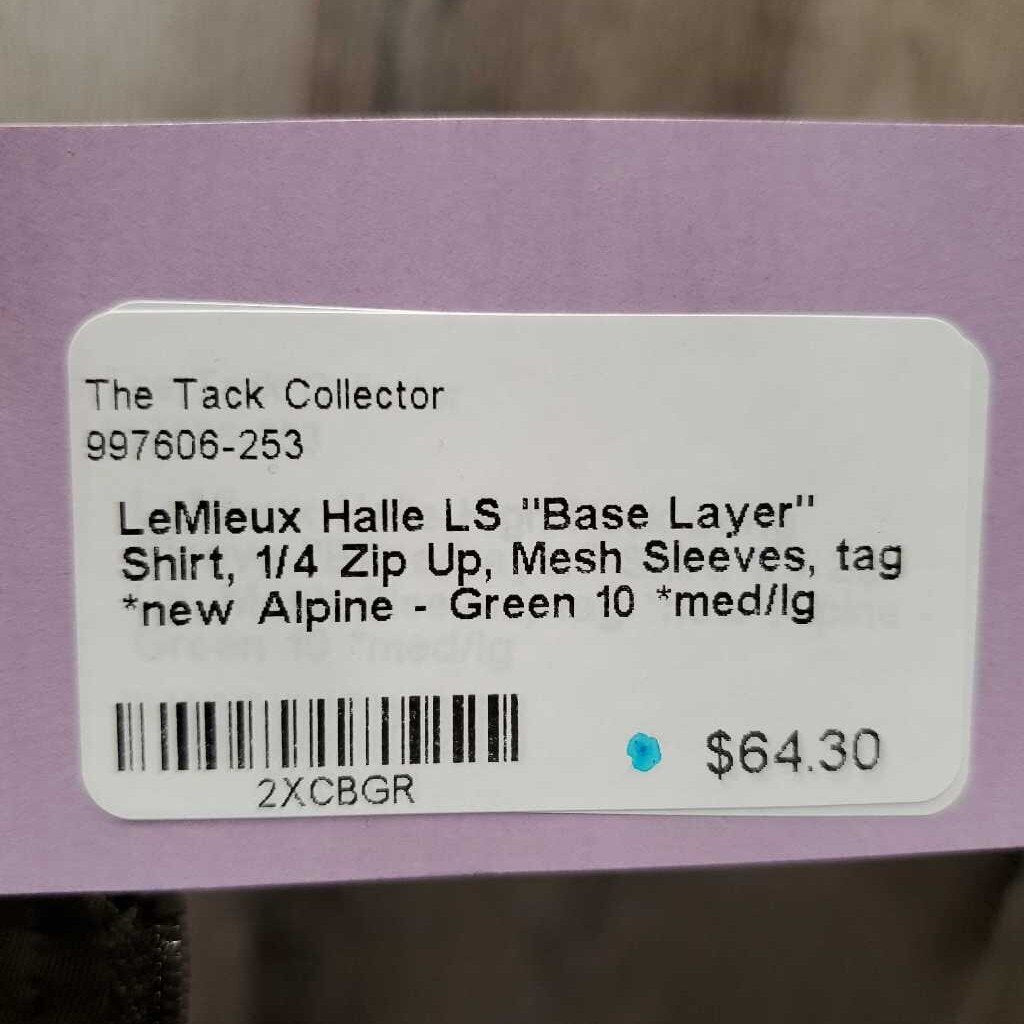 The Tack Collector
997606-253
LeMieux Halle LS "Base Layer"
Shirt, 1/4 Zip Up, Mesh Sleeves, tag
*new Alpine - Green 10 *med/lg
2XCBGR
$64.30